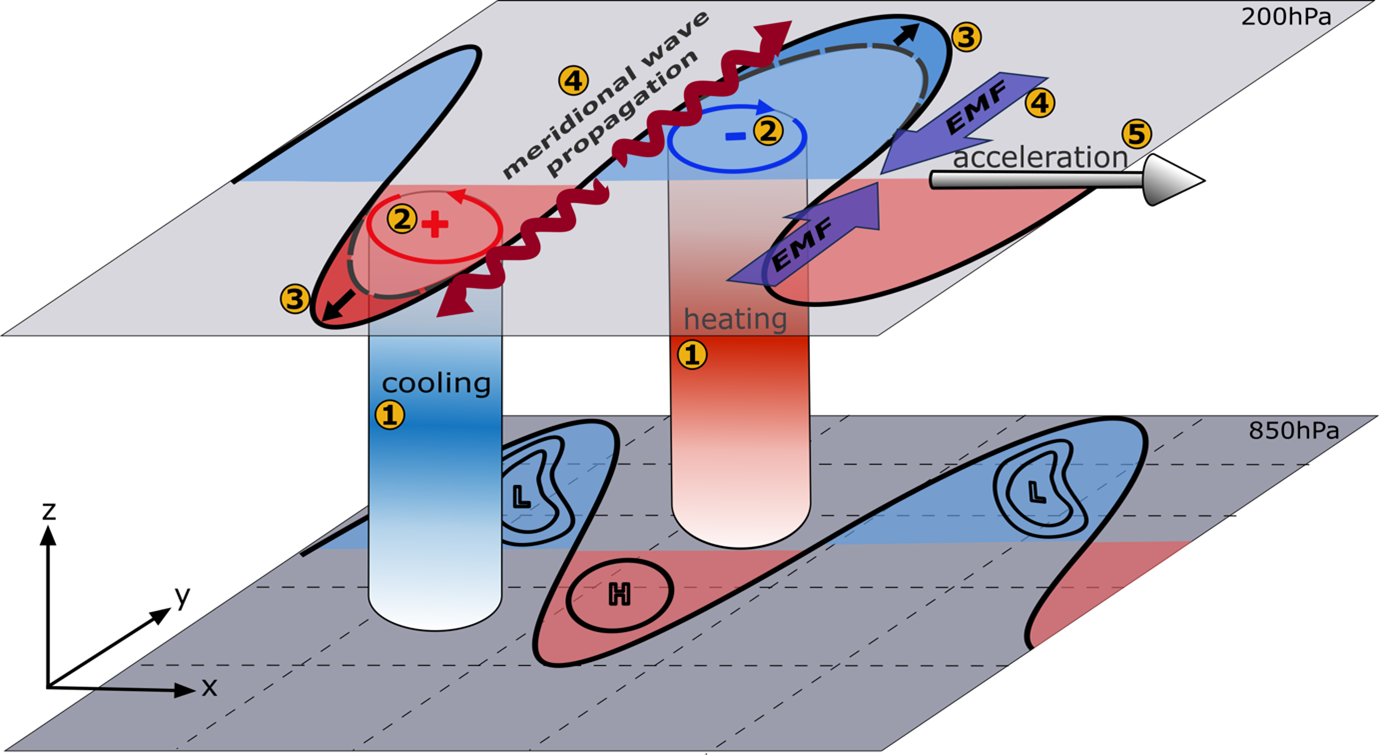 200hPa
③
④
meridional wave
propagation
EMF
④
②
-
⑤
acceleration
②
+
EMF
③
heating
①
cooling
①
850hPa
L
L
z
H
y
x